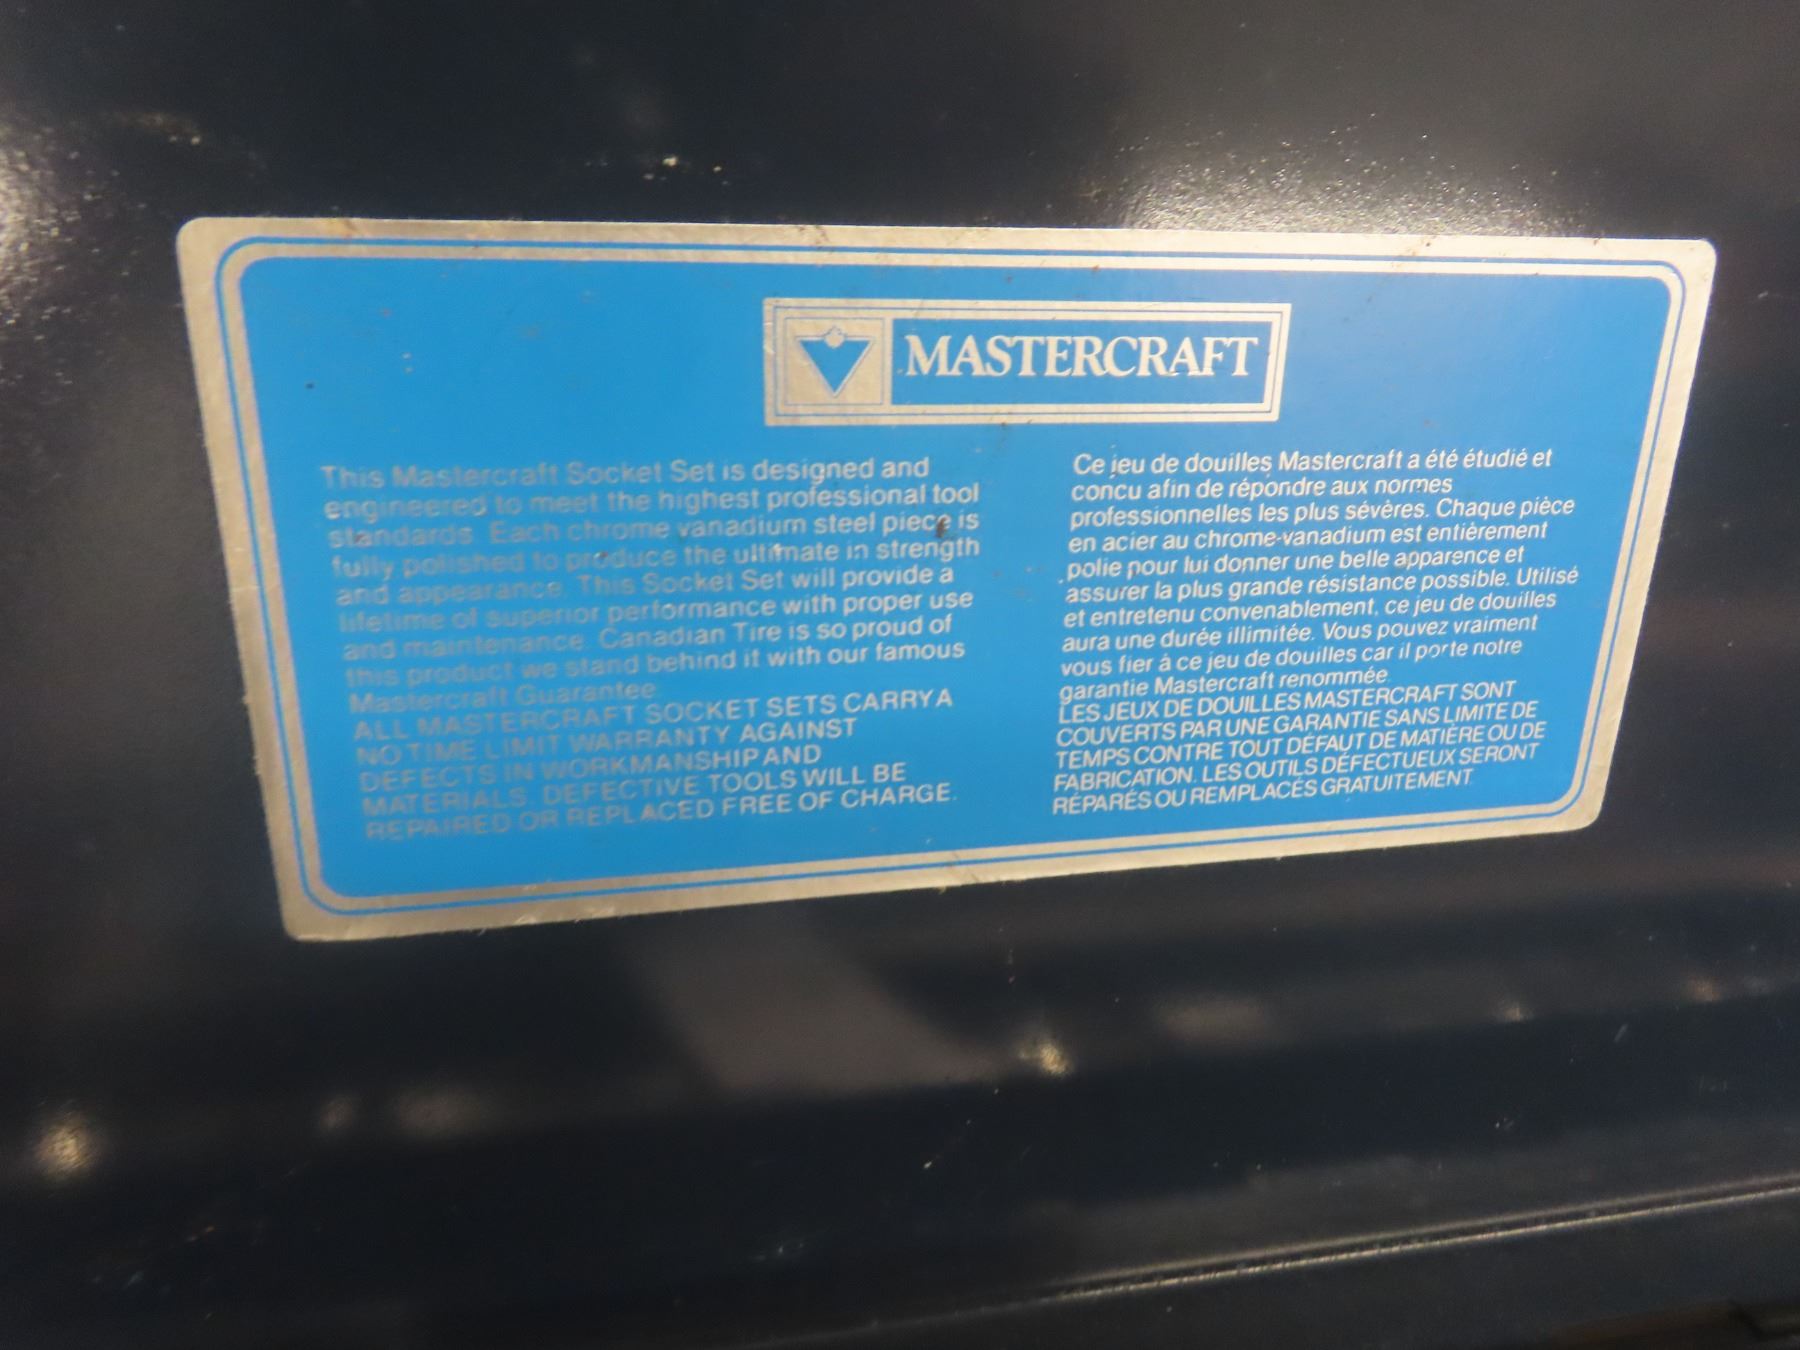 MASTERCRAFT
This Mastercraft Socket Set is designed and
engineered to meet the highest professional tool
standards. Each chrome vanadium steel piece is
fully polished to produce the ultimate in strength
and appearance. This Socket Set will provide a
lifetime of superior performance with proper use
and maintenance. Canadian Tire is so proud of
this product we stand behind it with our famous
Mastercraft Guarantee.
ALL MASTERCRAFT SOCKET SETS CARRY A
NO TIME LIMIT WARRANTY AGAINST
DEFECTS IN WORKMANSHIP AND
MATERIALS. DEFECTIVE TOOLS WILL BE
REPAIRED OR REPLACED FREE OF CHARGE.
Ce jeu de douilles Mastercraft a été étudié et
concu afin de répondre aux normes
professionnelles les plus sévères. Chaque pièce
en acier au chrome-vanadium est entièrement
polie pour lui donner une belle apparence et
assurer la plus grande résistance possible. Utilisé
et entretenu convenablement, ce jeu de douilles
aura une durée illimitée. Vous pouvez vraiment
vous fier à ce jeu de douilles car il porte notre
garantie Mastercraft renommée.
LES JEUX DE DOUILLES MASTERCRAFT SONT
COUVERTS PAR UNE GARANTIE SANS LIMITE DE
TEMPS CONTRE TOUT DÉFAUT DE MATIÈRE OU DE
FABRICATION. LES OUTILS DÉFECTUEUX SERONT
RÉPARÉS OU REMPLACÉS GRATUITEMENT.